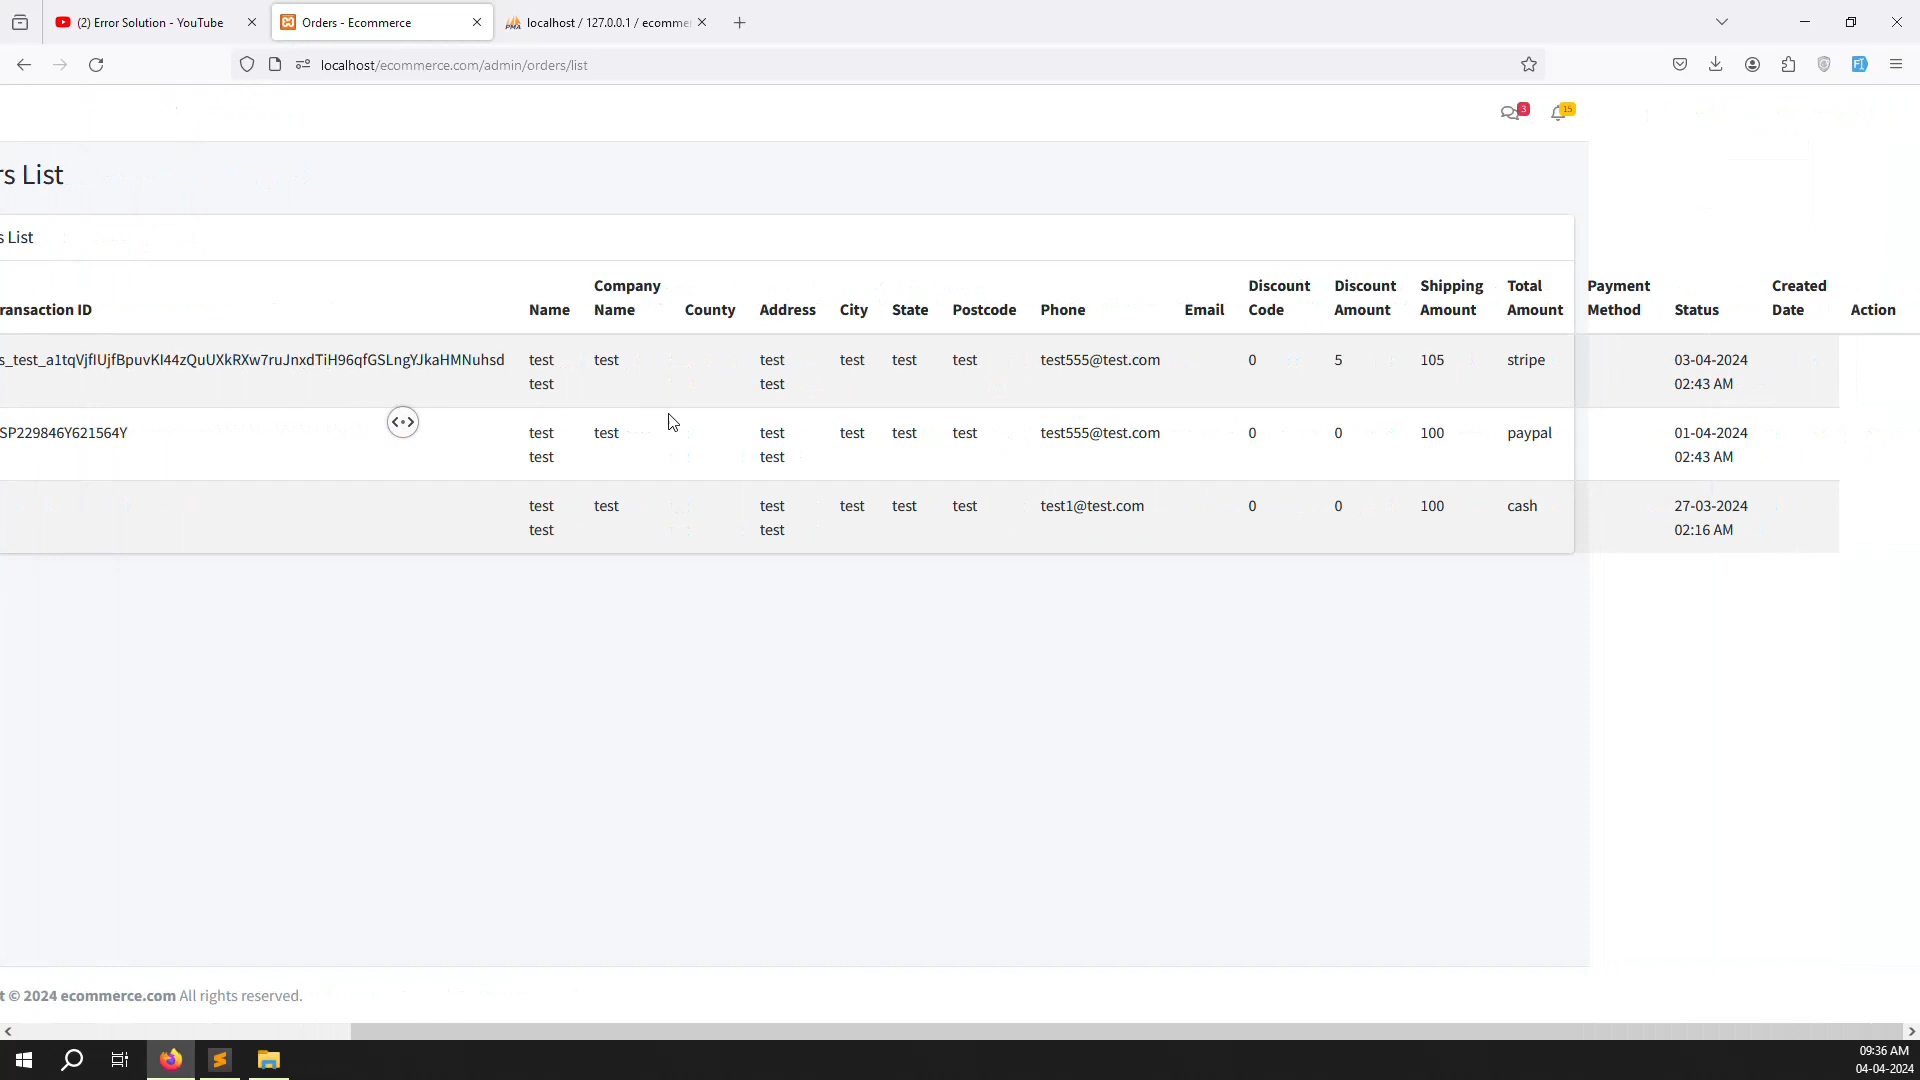 (2) Error Solution - YouTube
Orders - Ecommerce
localhost / 127.0.0.1 / ecomme
localhost/ecommerce.com/admin/orders/list
3
15
rs List
s List
ransaction ID Name Company Name County Address City State Postcode Phone Email Discount Code Discount Amount Shipping Amount Total Amount Payment Method Status Created Date Action
s_test_a1tqVjfIUjfBpuvKI44zQuUXkRXw7ruJnxdTiH96qfGSLngYJkaHMNuhsd test test test test test test test test test555@test.com 0 5 105 stripe 03-04-2024 02:43 AM
SP229846Y621564Y test test test test test test test test test555@test.com 0 0 100 paypal 01-04-2024 02:43 AM
test test test test test test test test test1@test.com 0 0 100 cash 27-03-2024 02:16 AM
t © 2024 ecommerce.com All rights reserved.
09:36 AM
04-04-2024